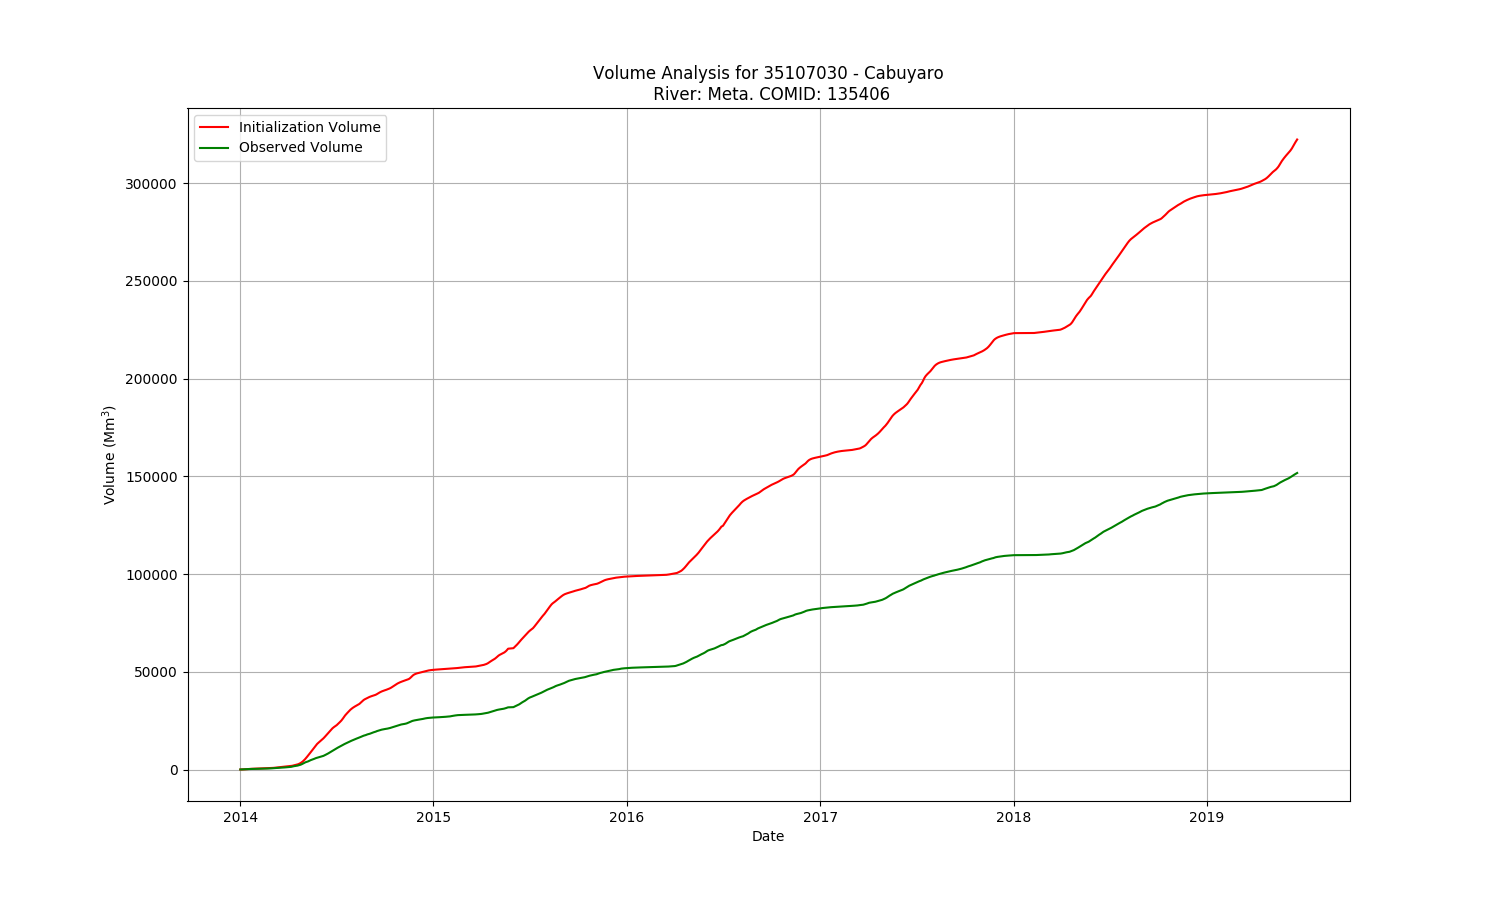 Volume Analysis for 35107030 - Cabuyaro
River: Meta. COMID: 135406
Initialization Volume
Observed Volume
300000
250000
200000
150000
100000
50000
0
Volume (Mm³)
2014 2015 2016 2017 2018 2019
Date